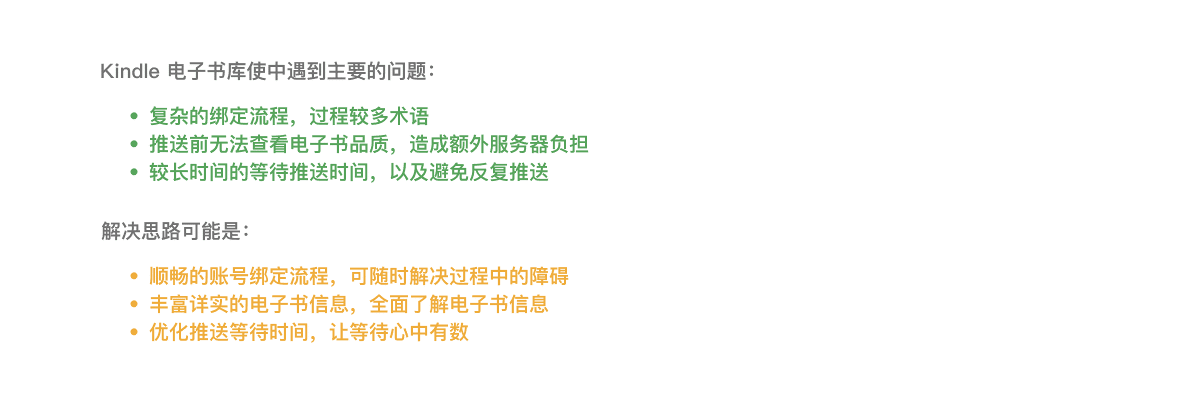 Kindle 电子书库使中遇到主要的问题：
• 复杂的绑定流程，过程较多术语
• 推送前无法查看电子书品质，造成额外服务器负担
• 较长时间的等待推送时间，以及避免反复推送
解决思路可能是：
• 顺畅的账号绑定流程，可随时解决过程中的障碍
• 丰富详实的电子书信息，全面了解电子书信息
• 优化推送等待时间，让等待心中有数